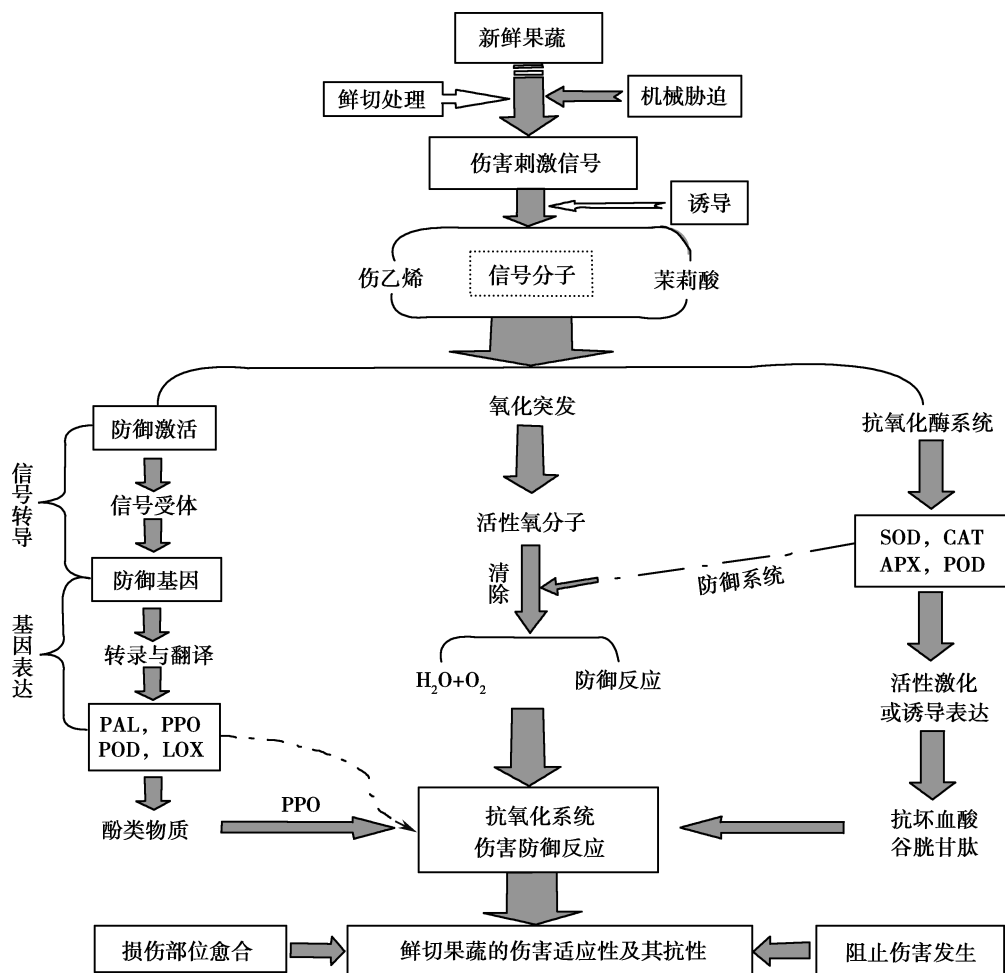 新鲜果蔬
鲜切处理
机械胁迫
伤害刺激信号
诱导
伤乙烯
信号分子
茉莉酸
防御激活
氧化突发
抗氧化酶系统
信号转导
信号受体
活性氧分子
SOD，CAT
APX，POD
防御基因
清除
防御系统
基因表达
转录与翻译
H₂O+O₂
防御反应
活性激化
或诱导表达
PAL，PPO
POD，LOX
酚类物质
PPO
抗氧化系统
伤害防御反应
抗坏血酸
谷胱甘肽
损伤部位愈合
鲜切果蔬的伤害适应性及其抗性
阻止伤害发生